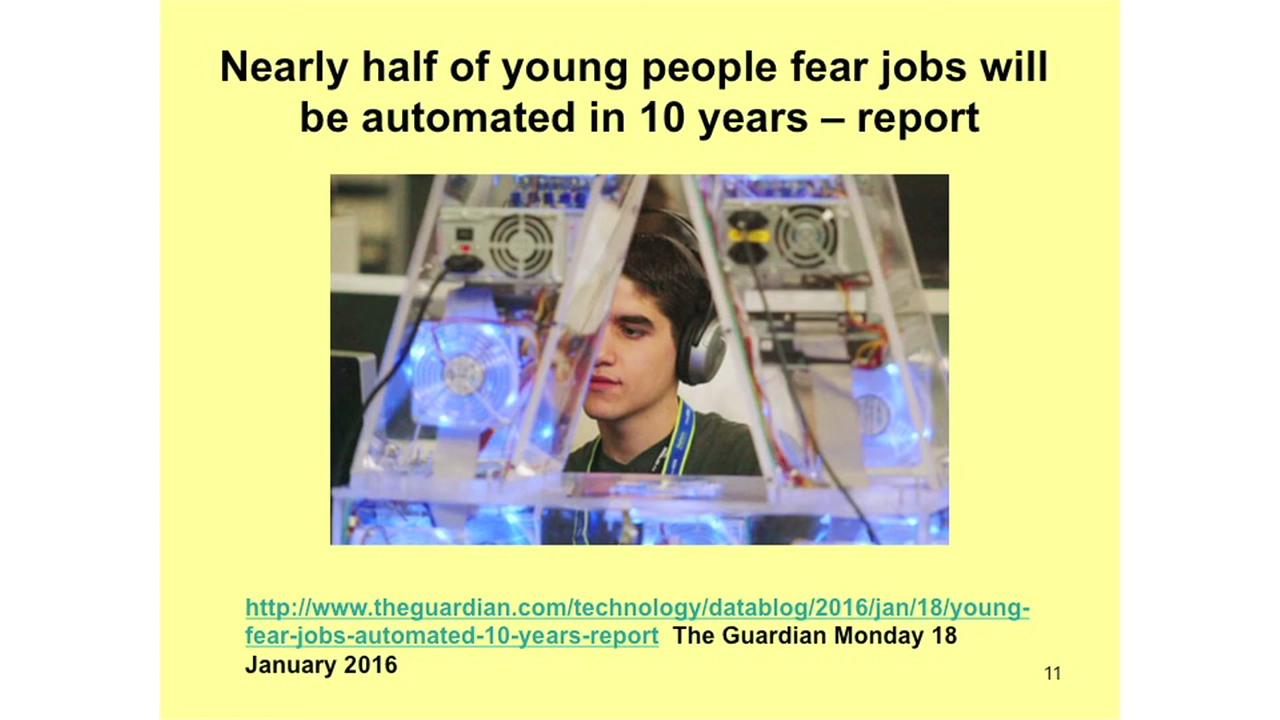 Nearly half of young people fear jobs will
be automated in 10 years – report
http://www.theguardian.com/technology/datablog/2016/jan/18/young-
fear-jobs-automated-10-years-report The Guardian Monday 18
January 2016
11